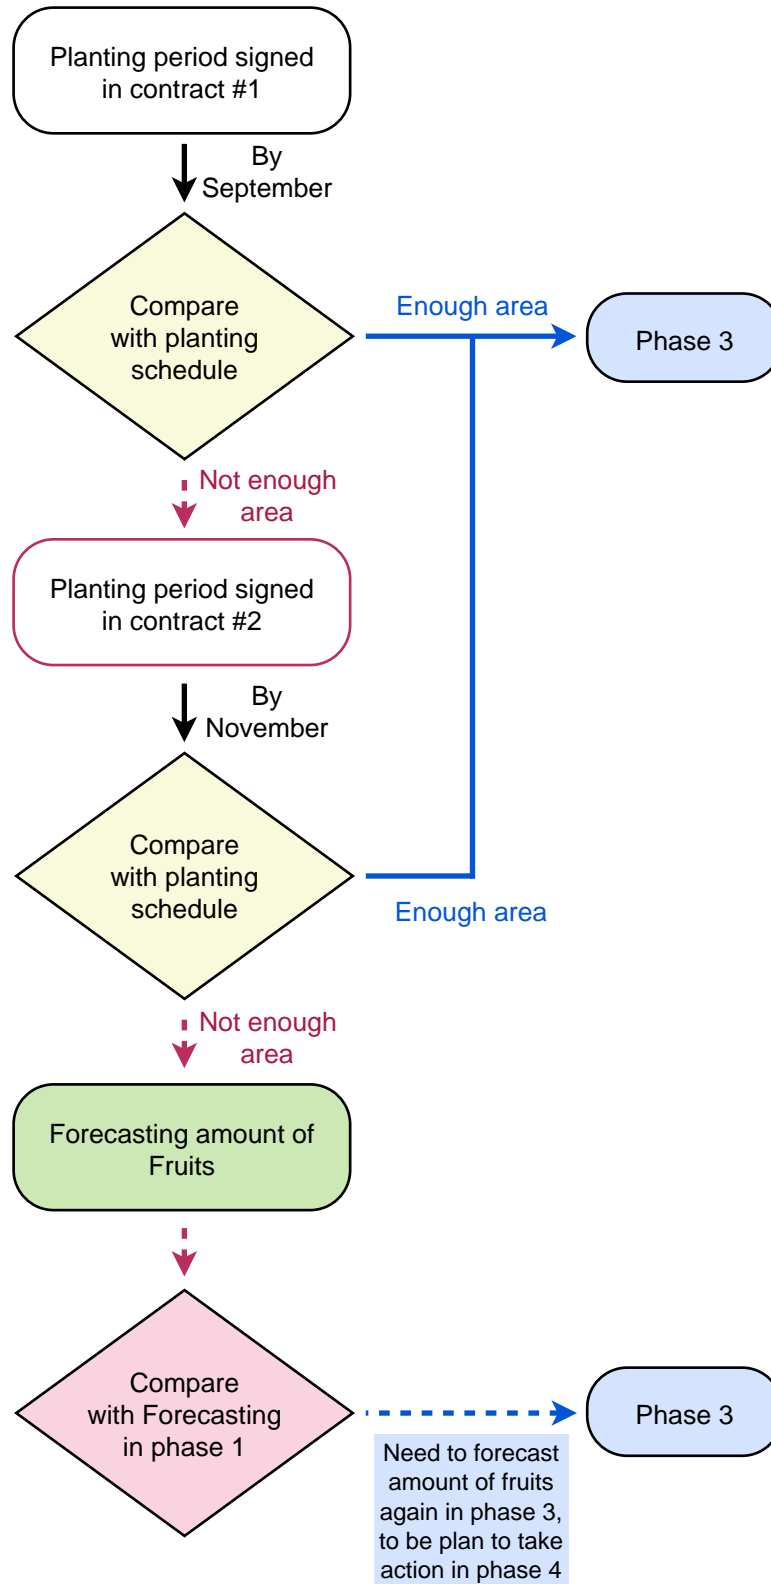 Planting period signed
in contract #1
By
September
Compare
with planting
schedule
Enough area
Phase 3
Not enough
area
Planting period signed
in contract #2
By
November
Compare
with planting
schedule
Enough area
Not enough
area
Forecasting amount of
Fruits
Compare
with Forecasting
in phase 1
Phase 3
Need to forecast
amount of fruits
again in phase 3,
to be plan to take
action in phase 4